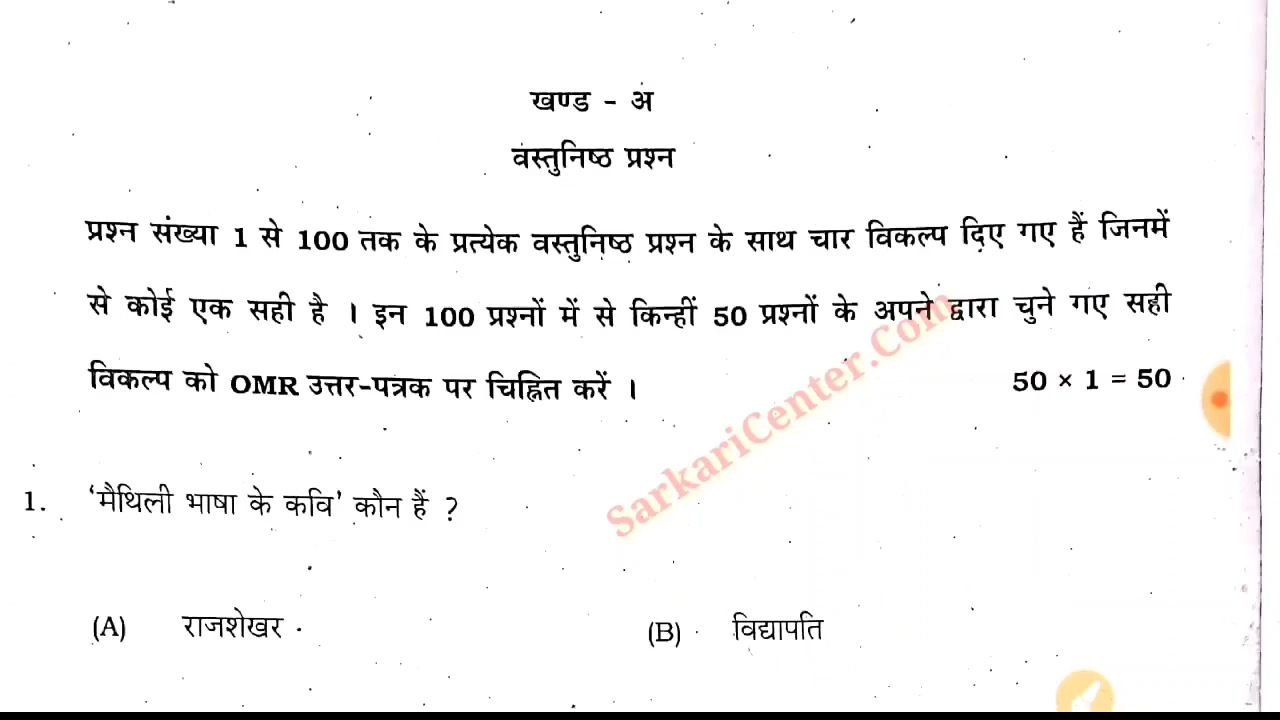 खण्ड - अ
वस्तुनिष्ठ प्रश्न
प्रश्न संख्या 1 से 100 तक के प्रत्येक वस्तुनिष्ठ प्रश्न के साथ चार विकल्प दिए गए हैं जिनमें
से कोई एक सही है । इन 100 प्रश्नों में से किन्हीं 50 प्रश्नों के अपने द्वारा चुने गए सही
विकल्प को OMR उत्तर-पत्रक पर चिह्नित करें । 50 × 1 = 50
SarkariCenter.Com
1. ‘मैथिली भाषा के कवि’ कौन हैं ?
(A) राजशेखर (B) विद्यापति